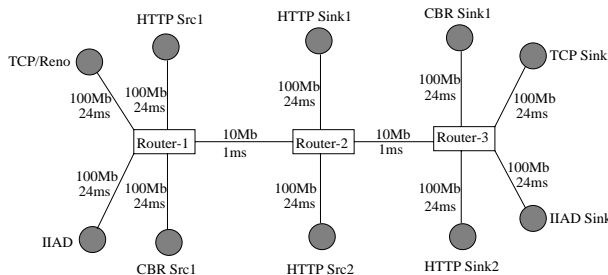 HTTP Src1
HTTP Sink1
CBR Sink1
TCP/Reno
TCP Sink
100Mb
24ms
100Mb
24ms
100Mb
24ms
100Mb
24ms
100Mb
24ms
Router-1
10Mb
1ms
Router-2
10Mb
1ms
Router-3
100Mb
24ms
100Mb
24ms
100Mb
24ms
100Mb
24ms
100Mb
24ms
IIAD
IIAD Sink
CBR Src1
HTTP Src2
HTTP Sink2